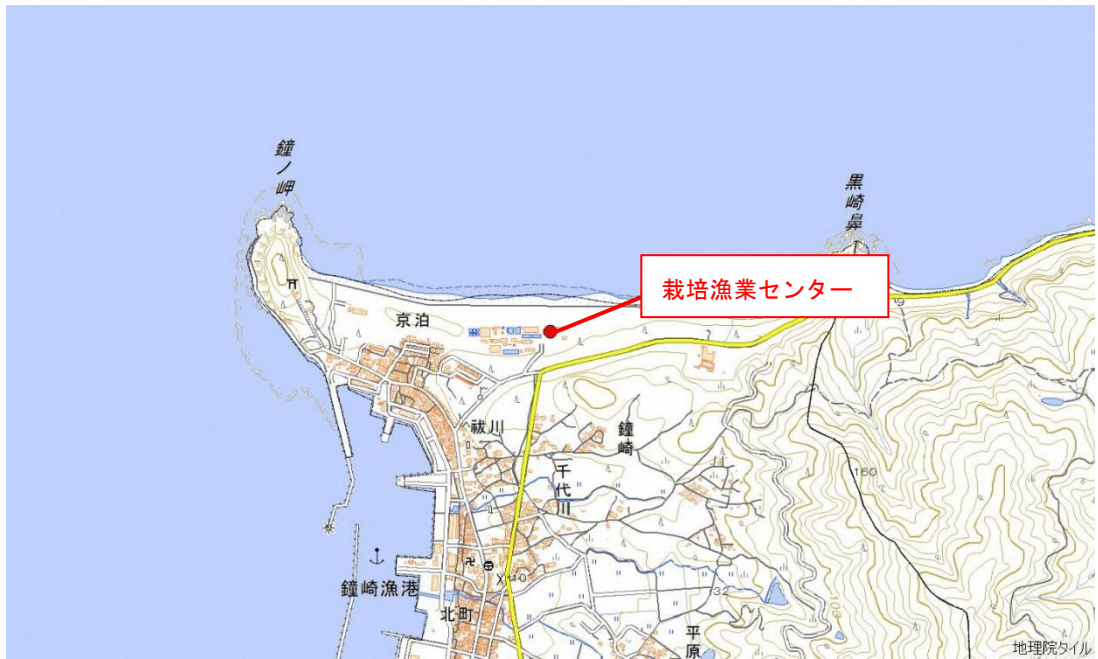 鐘ノ岬
黒崎鼻
栽培漁業センター
京泊
祓川
鐘崎
千代川
160
鐘崎漁港
北町
132
100
平原
地理院タイル